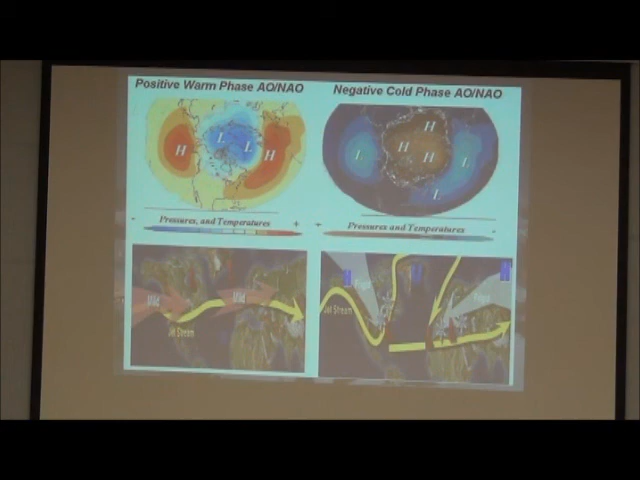 Positive Warm Phase AO/NAO
Negative Cold Phase AO/NAO
H
L
L
H
H
H
H
L
L
L
Pressures, and Temperatures
+
Pressures and Temperatures
Jet Stream
Jet Stream
Frigid